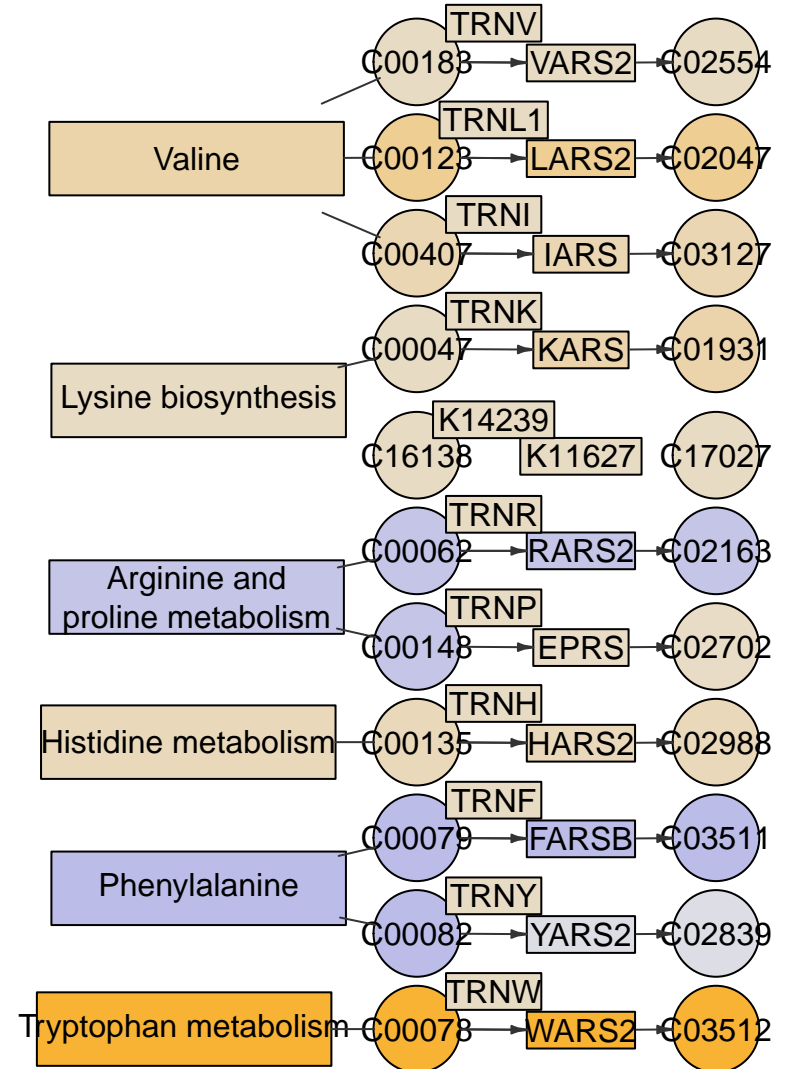 TRNV
C00183 VARS2 C02554
TRNL1
Valine C00123 LARS2 C02047
TRNI
C00407 IARS C03127
TRNK
C00047 KARS C01931
Lysine biosynthesis
K14239
C16138 K11627 C17027
TRNR
C00062 RARS2 C02163
Arginine and
proline metabolism
TRNP
C00148 EPRS C02702
TRNH
Histidine metabolism C00135 HARS2 C02988
TRNF
C00079 FARSB C03511
Phenylalanine
TRNY
C00082 YARS2 C02839
TRNW
Tryptophan metabolism C00078 WARS2 C03512